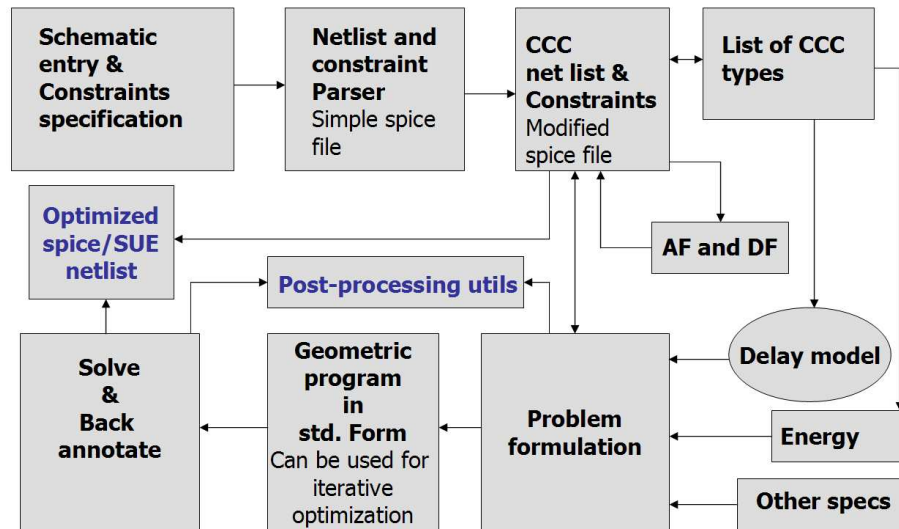 Schematic
entry &
Constraints
specification
Netlist and
constraint
Parser
Simple spice
file
CCC
net list &
Constraints
Modified
spice file
List of CCC
types
Optimized
spice/SUE
netlist
AF and DF
Post-processing utils
Solve
&
Back
annotate
Geometric
program
in
std. Form
Can be used for
iterative
optimization
Problem
formulation
Delay model
Energy
Other specs